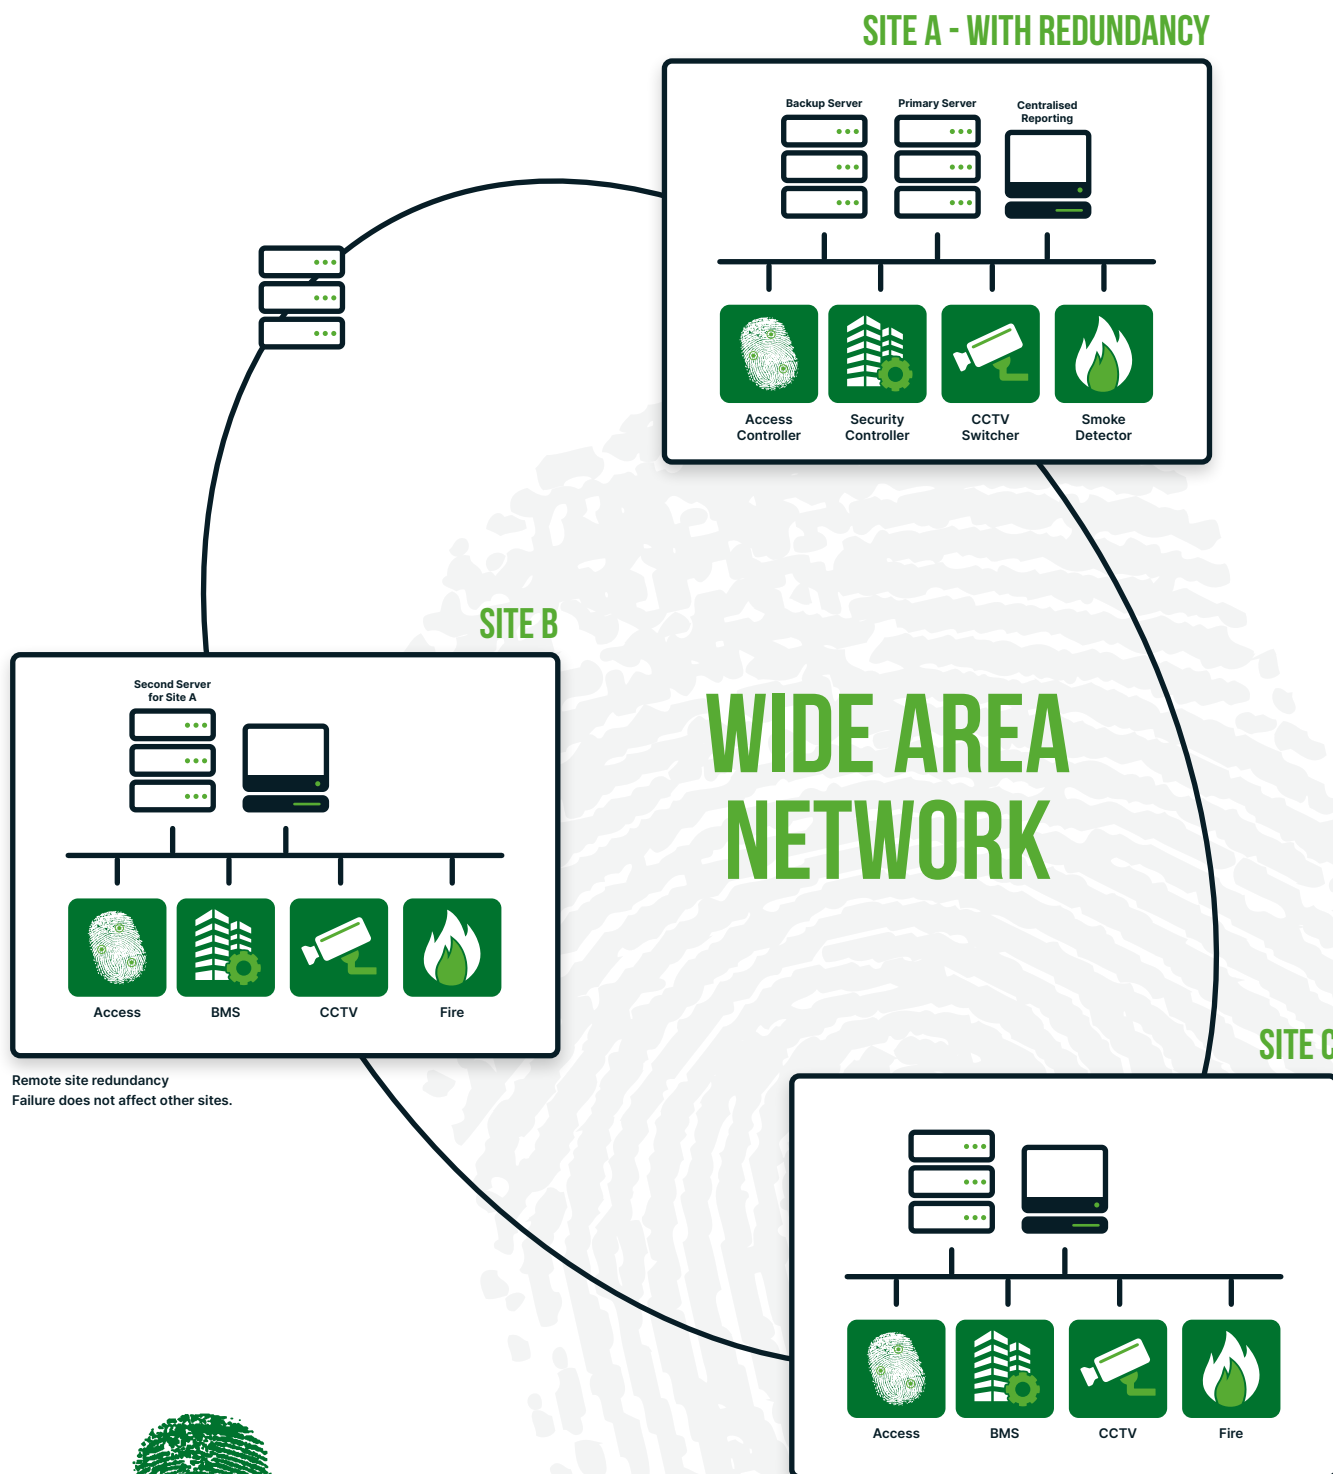 SITE A - WITH REDUNDANCY
Backup Server
Primary Server
Centralised
Reporting
Access
Controller
Security
Controller
CCTV
Switcher
Smoke
Detector
SITE B
Second Server
for Site A
Access
BMS
CCTV
Fire
Remote site redundancy
Failure does not affect other sites.
WIDE AREA
NETWORK
SITE C
Access
BMS
CCTV
Fire